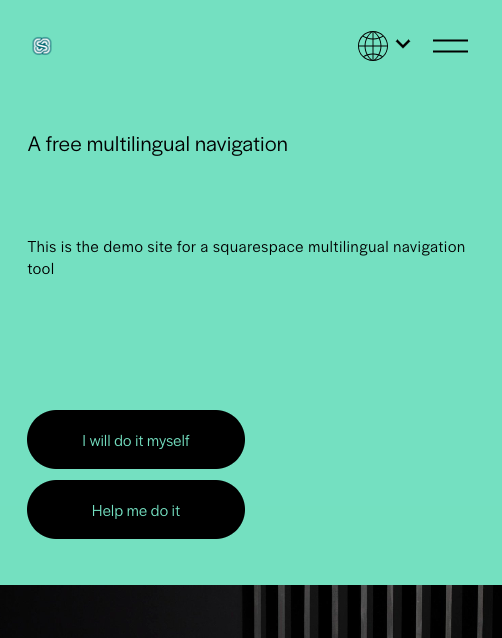 A free multilingual navigation
This is the demo site for a squarespace multilingual navigation
tool
I will do it myself
Help me do it